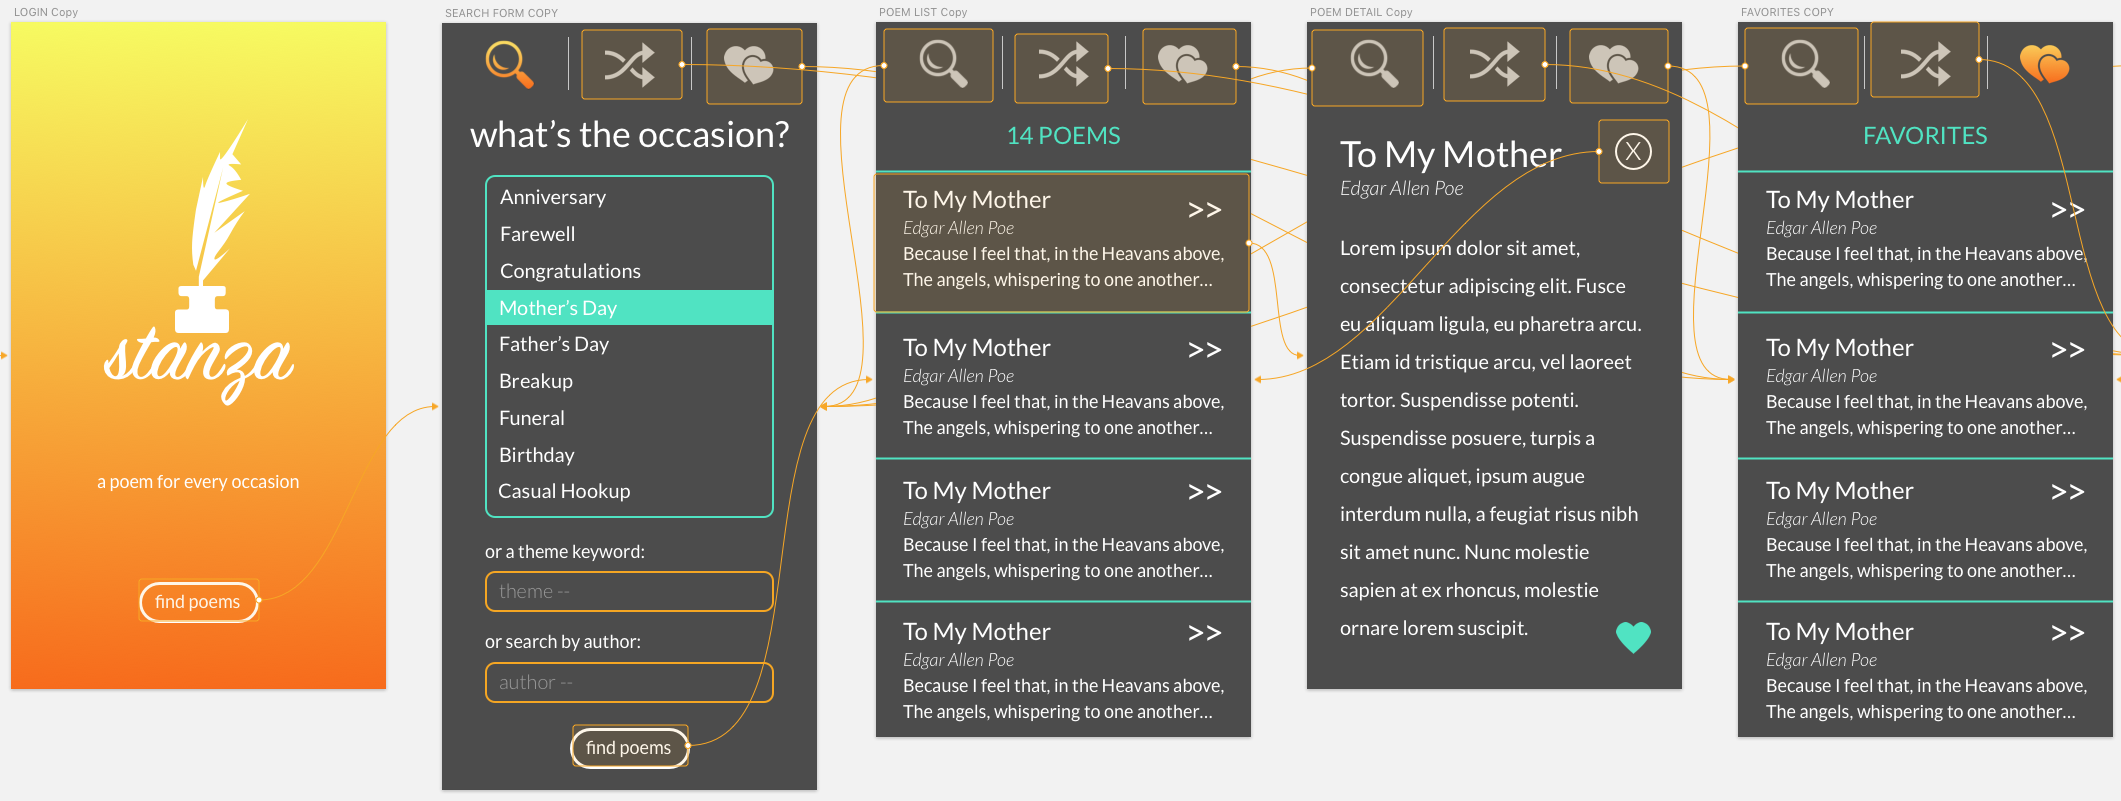 LOGIN Copy
stanza
a poem for every occasion
find poems
SEARCH FORM COPY
what's the occasion?
Anniversary
Farewell
Congratulations
Mother's Day
Father's Day
Breakup
Funeral
Birthday
Casual Hookup
or a theme keyword:
theme --
or search by author:
author --
find poems
POEM LIST Copy
14 POEMS
To My Mother
>>
Edgar Allen Poe
Because I feel that, in the Heavans above,
The angels, whispering to one another...
To My Mother
>>
Edgar Allen Poe
Because I feel that, in the Heavans above,
The angels, whispering to one another...
To My Mother
>>
Edgar Allen Poe
Because I feel that, in the Heavans above,
The angels, whispering to one another...
To My Mother
>>
Edgar Allen Poe
Because I feel that, in the Heavans above,
The angels, whispering to one another...
POEM DETAIL Copy
X
To My Mother
Edgar Allen Poe
Lorem ipsum dolor sit amet,
consectetur adipiscing elit. Fusce
eu aliquam ligula, eu pharetra arcu.
Etiam id tristique arcu, vel laoreet
tortor. Suspendisse potenti.
Suspendisse posuere, turpis a
congue aliquet, ipsum augue
interdum nulla, a feugiat risus nibh
sit amet nunc. Nunc molestie
sapien at ex rhoncus, molestie
ornare lorem suscipit.
FAVORITES COPY
FAVORITES
To My Mother
>>
Edgar Allen Poe
Because I feel that, in the Heavans above,
The angels, whispering to one another...
To My Mother
>>
Edgar Allen Poe
Because I feel that, in the Heavans above,
The angels, whispering to one another...
To My Mother
>>
Edgar Allen Poe
Because I feel that, in the Heavans above,
The angels, whispering to one another...
To My Mother
>>
Edgar Allen Poe
Because I feel that, in the Heavans above,
The angels, whispering to one another...